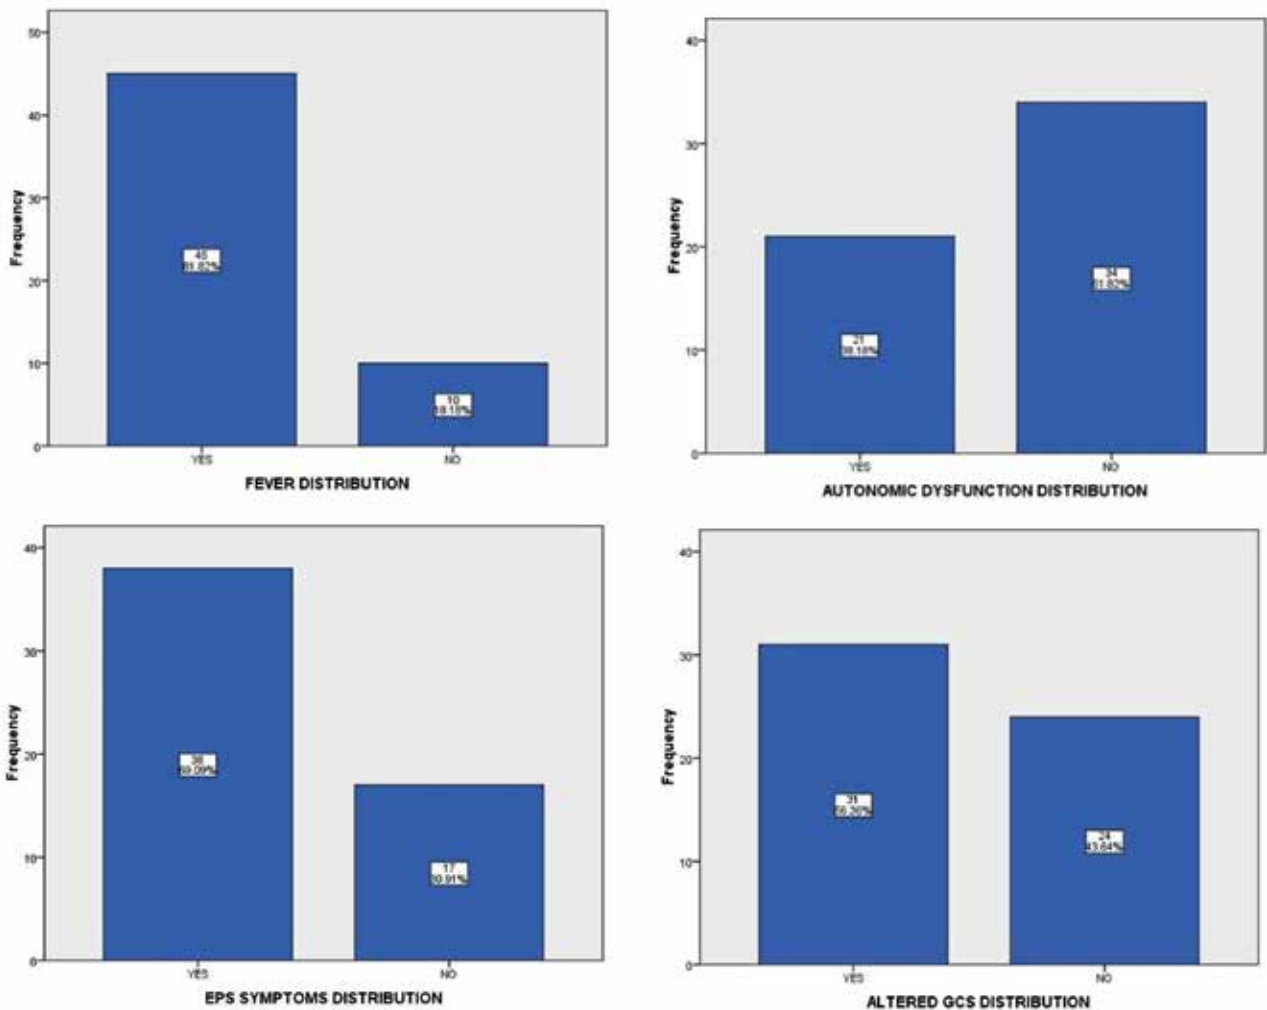 50
40
30
20
10
0
Frequency
45
81.82%
10
18.18%
YES
NO
FEVER DISTRIBUTION
40
30
20
10
0
Frequency
21
38.18%
34
61.82%
YES
NO
AUTONOMIC DYSFUNCTION DISTRIBUTION
40
30
20
10
0
Frequency
38
69.09%
17
30.91%
YES
NO
EPS SYMPTOMS DISTRIBUTION
40
30
20
10
0
Frequency
31
24
43.64%
YES
NO
ALTERED GCS DISTRIBUTION